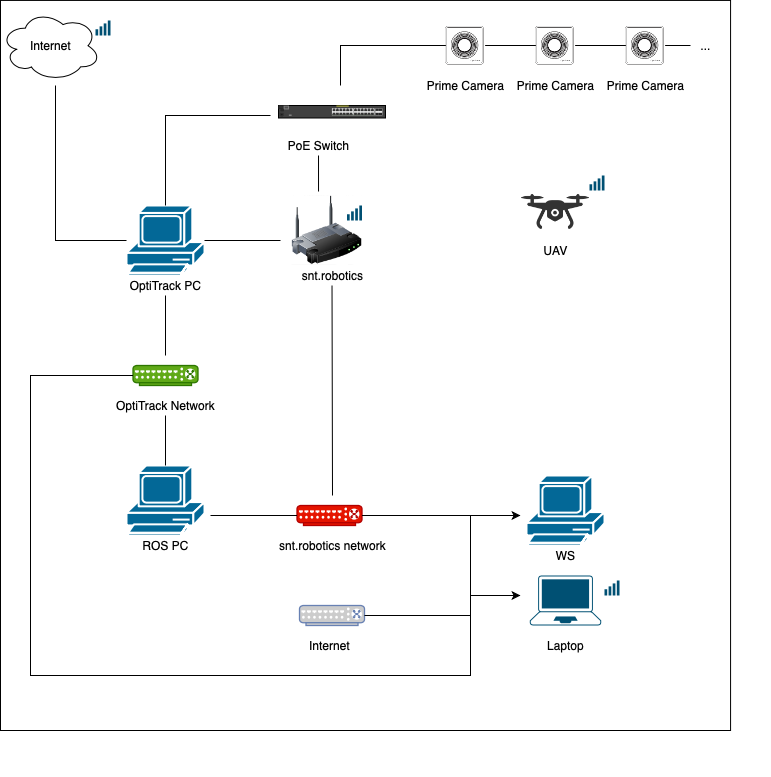 Internet
...
Prime Camera
Prime Camera
Prime Camera
PoE Switch
UAV
snt.robotics
OptiTrack PC
OptiTrack Network
ROS PC
snt.robotics network
WS
Internet
Laptop